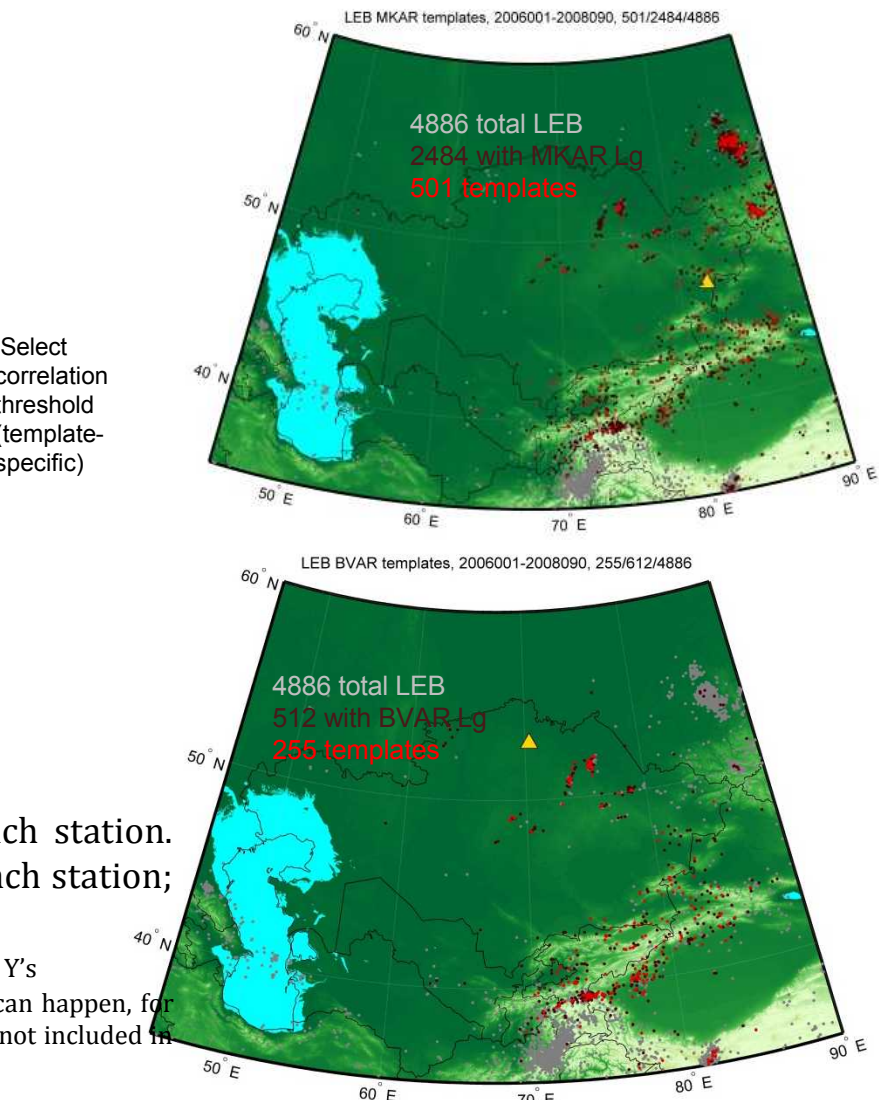 LEB MKAR templates, 2006001-2008090, 501/2484/4886
60°N
4886 total LEB
2484 with MKAR Lg
501 templates
50°N
Select
correlation
threshold
(template-
specific)
40°N
50°E
60°E
70°E
80°E
90°E
LEB BVAR templates, 2006001-2008090, 255/612/4886
60°N
4886 total LEB
512 with BVAR Lg
255 templates
50°N
ch station.
ach station;
40°N
Y's
can happen, for
not included in
50°E
60°E
70°E
80°E
90°E